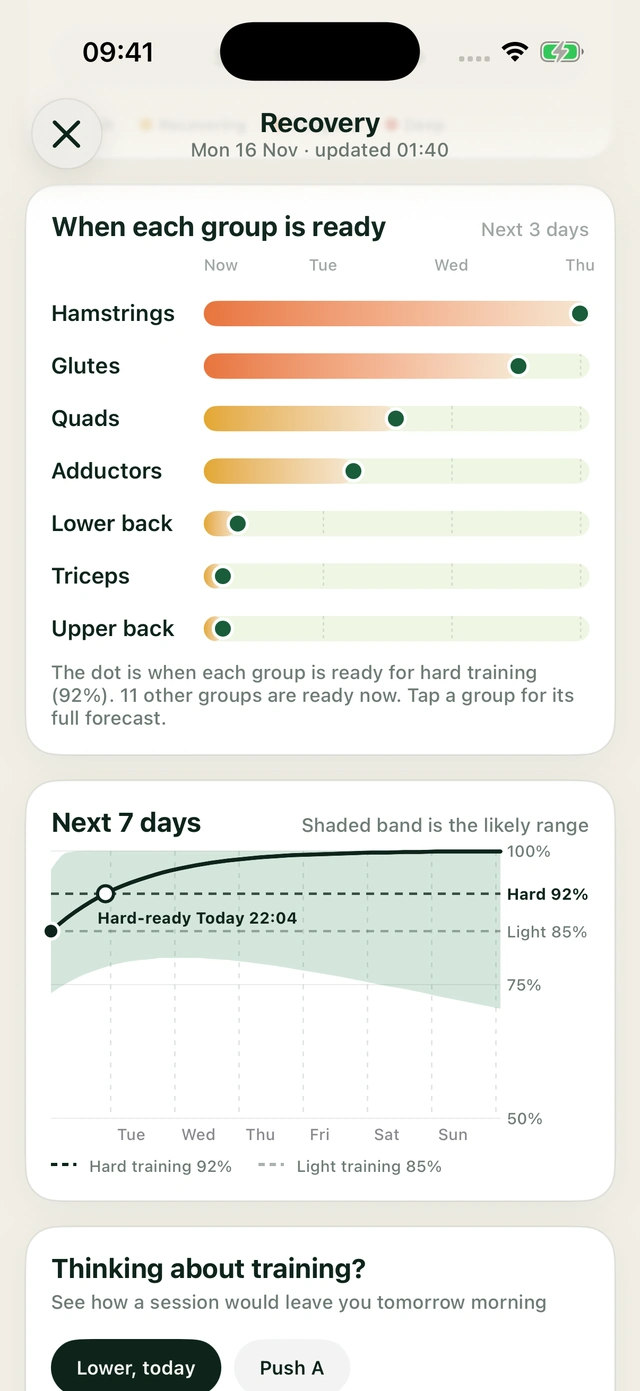 09:41
Recovery
Mon 16 Nov · updated 01:40
When each group is ready
Next 3 days
Now Tue Wed Thu
Hamstrings
Glutes
Quads
Adductors
Lower back
Triceps
Upper back
The dot is when each group is ready for hard training
(92%). 11 other groups are ready now. Tap a group for its
full forecast.
Next 7 days
Shaded band is the likely range
100%
Hard 92%
Hard-ready Today 22:04
Light 85%
75%
50%
Tue Wed Thu Fri Sat Sun
Hard training 92% Light training 85%
Thinking about training?
See how a session would leave you tomorrow morning
Lower, today
Push A